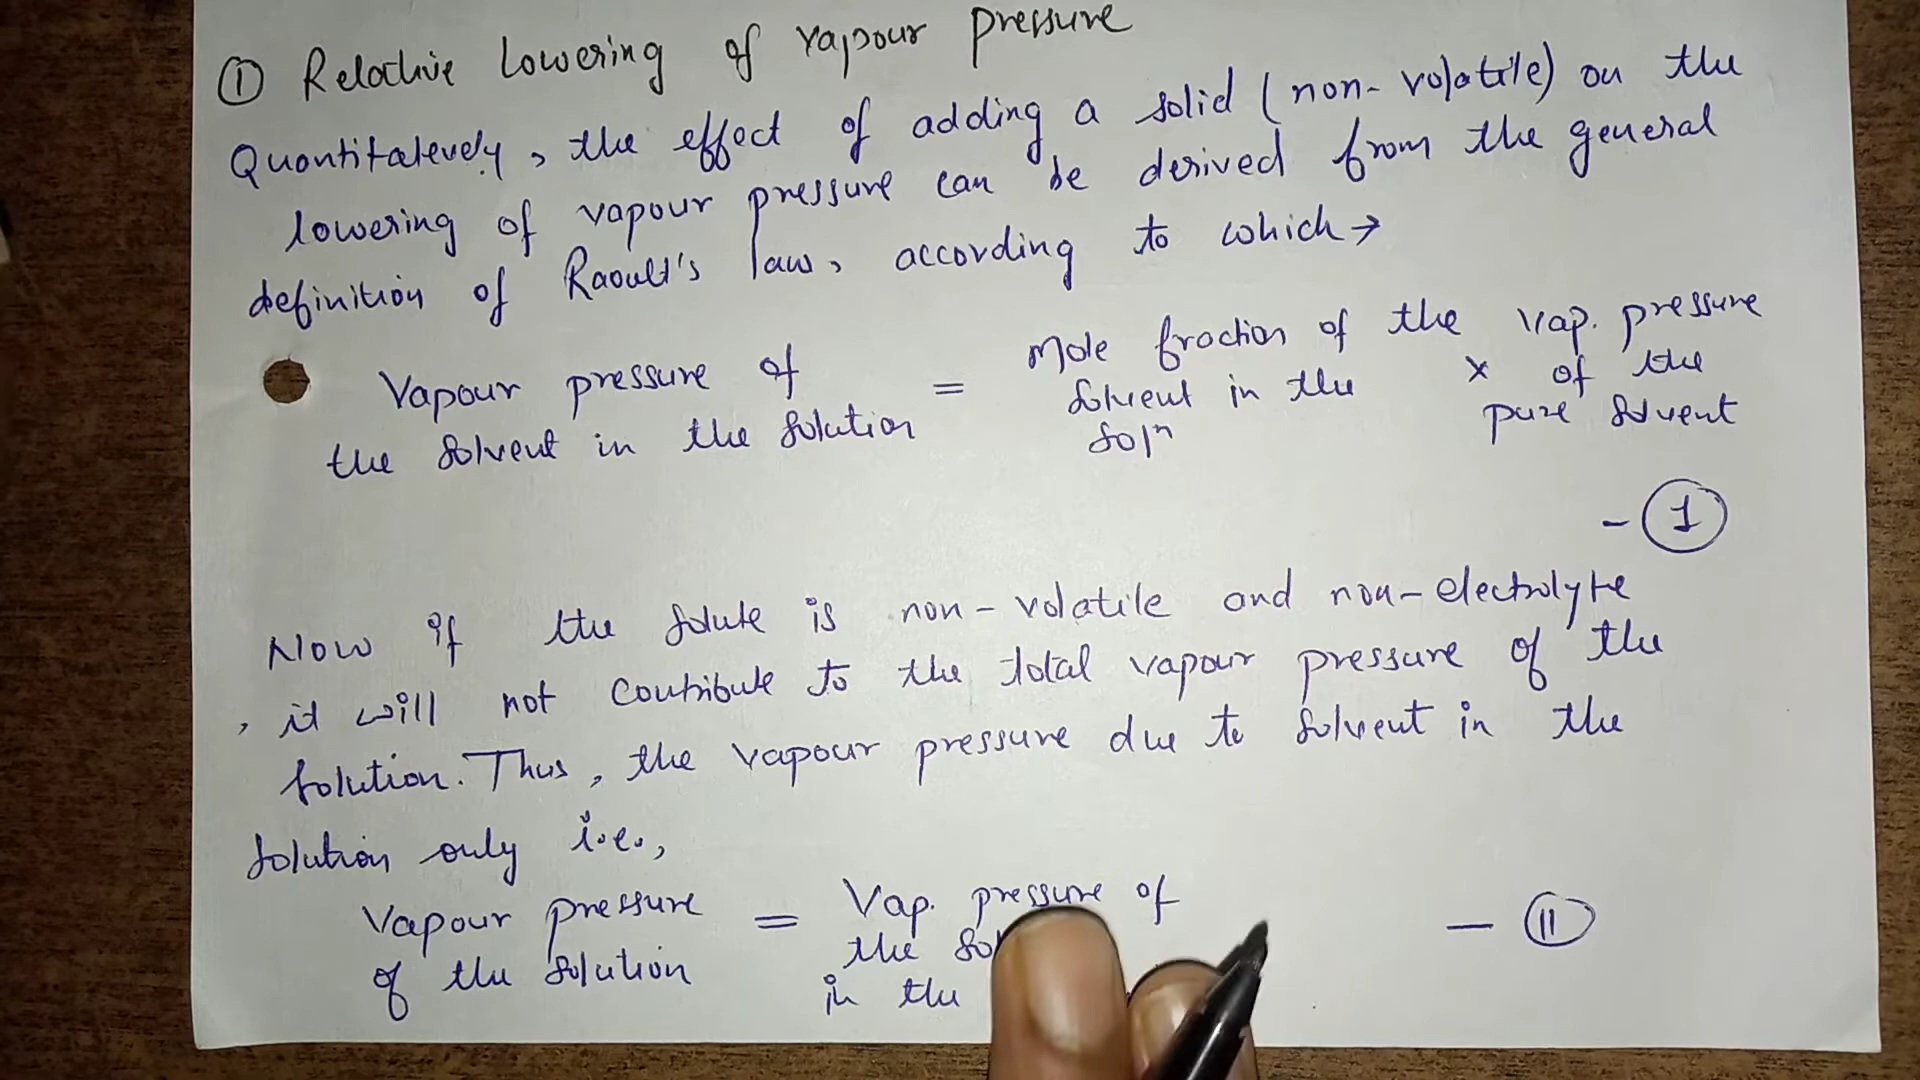 ① Relative Lowering of Vapour Pressure
Quantitatevely, the effect of adding a solid (non-volatile) on the
lowering of vapour pressure can be derived from the general
definition of Raoult's law, according to which →
Vapour pressure of
the Solvent in the Solution
=
Mole fraction of the
Solvent in the
Solⁿ
×
Vap. pressure
of the
pure Solvent
- ①
Now if the Solute is non-volatile and non-electrolyte
, it will not contribute to the total vapour pressure of the
Solution. Thus, the vapour pressure due to Solvent in the
Solution only i.e.,
Vapour pressure
of the Solution
=
Vap. pressure of
the
in the
- ⑪